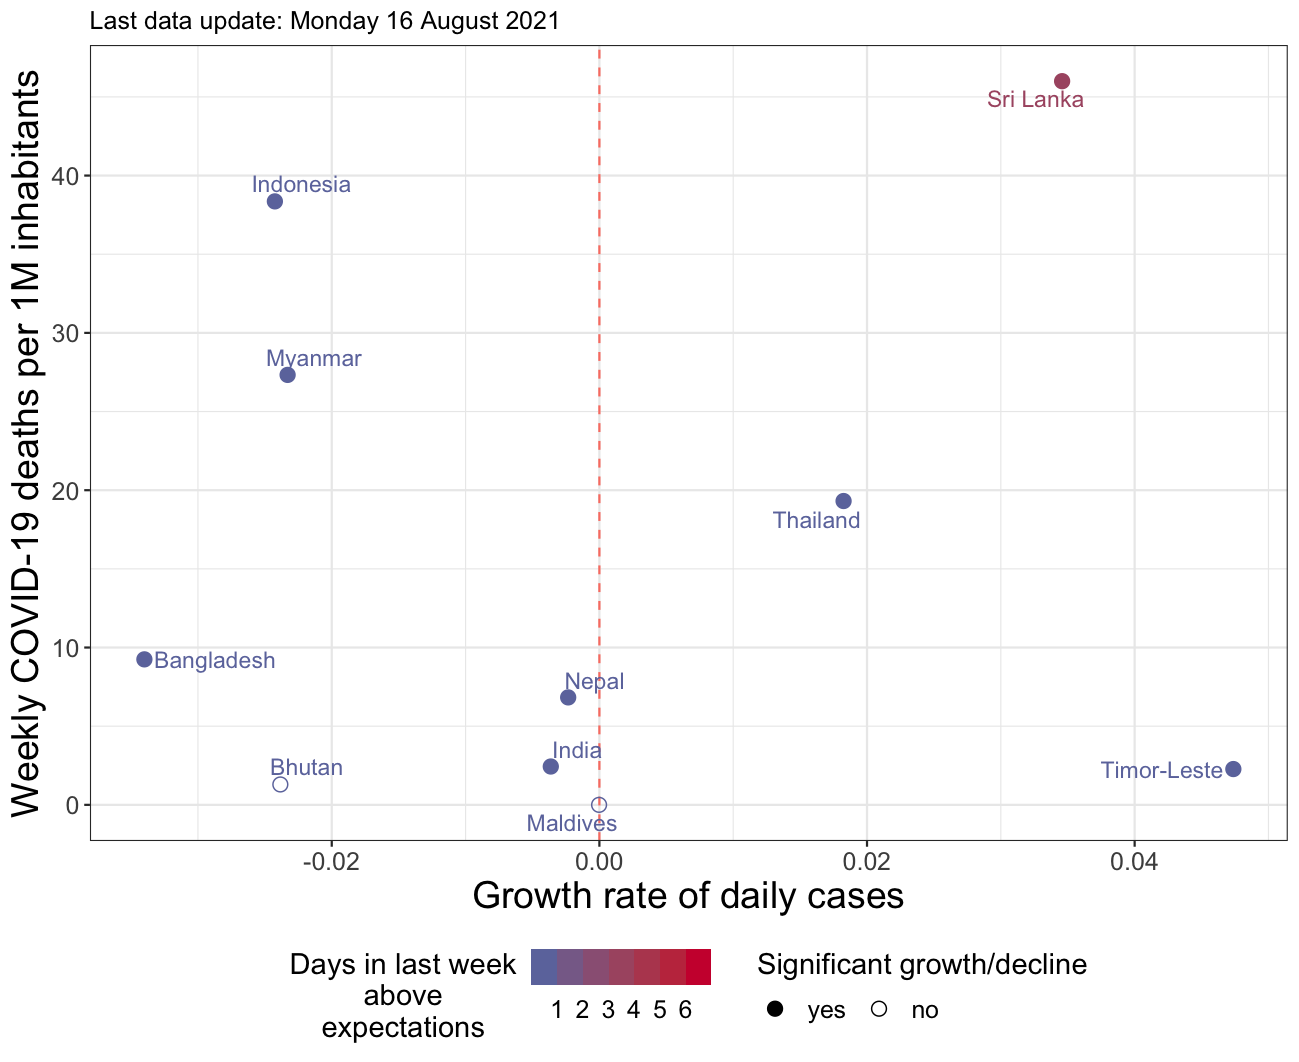 Last data update: Monday 16 August 2021
Weekly COVID-19 deaths per 1M inhabitants
40
30
20
10
0
Sri Lanka
Indonesia
Myanmar
Thailand
Bangladesh
Nepal
India
Bhutan
Timor-Leste
Maldives
-0.02
0.00
0.02
0.04
Growth rate of daily cases
Days in last week
above
expectations
1 2 3 4 5 6
Significant growth/decline
yes no